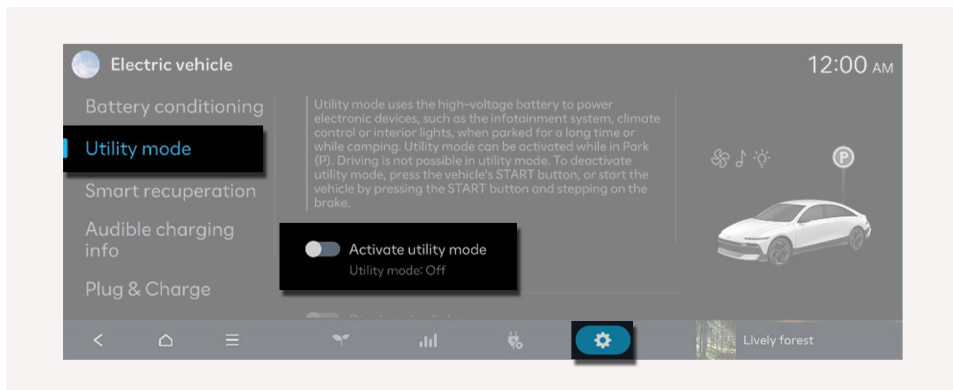 Electric vehicle
12:00 AM
Battery conditioning
Utility mode
Smart recuperation
Audible charging
info
Plug & Charge
Utility mode uses the high-voltage battery to power
electronic devices, such as the infotainment system, climate
control or interior lights, when parked for a long time or
while camping. Utility mode can be activated while in Park
(P). Driving is not possible in utility mode. To deactivate
utility mode, press the vehicle's START button, or start the
vehicle by pressing the START button and stepping on the
brake.
Activate utility mode
Utility mode: Off
P
Lively forest